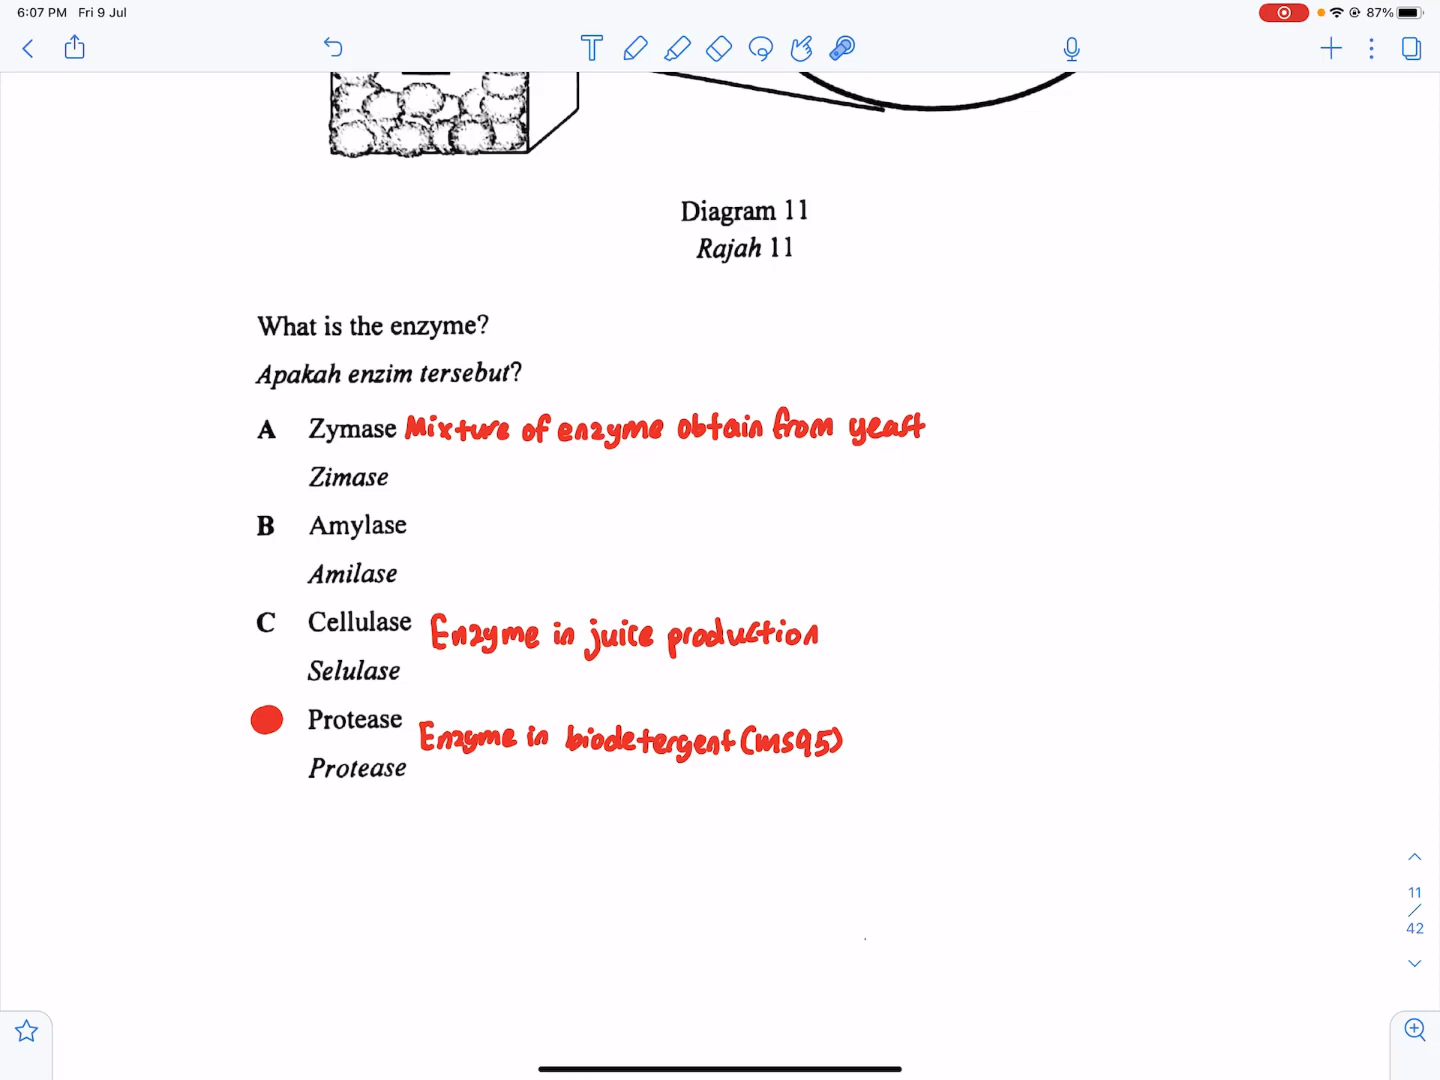 6:07 PM Fri 9 Jul
87%
Diagram 11
Rajah 11
What is the enzyme?
Apakah enzim tersebut?
A Zymase Mixture of enzyme obtain from yeast
Zimase
B Amylase
Amilase
C Cellulase Enzyme in juice production
Selulase
Protease Enzyme in biodetergent (ms95)
Protease
11
/
42